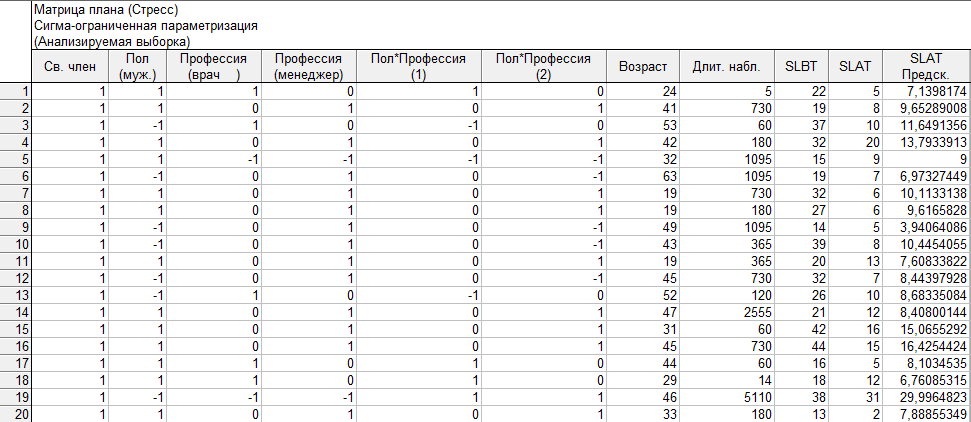 Матрица плана (Стресс)
Сигма-ограниченная параметризация
(Анализируемая выборка)
Св. член Пол (муж.) Профессия (врач ) Профессия (менеджер) Пол*Профессия (1) Пол*Профессия (2) Возраст Длит. набл. SLBT SLAT SLAT Предск.
1 1 1 1 0 1 0 24 5 22 5 7,1398174
2 1 1 0 1 0 1 41 730 19 8 9,65289008
3 1 -1 1 0 -1 0 53 60 37 10 11,6491356
4 1 1 0 1 0 1 42 180 32 20 13,7933913
5 1 1 -1 -1 -1 -1 32 1095 15 9 9
6 1 -1 0 1 0 -1 63 1095 19 7 6,97327449
7 1 1 0 1 0 1 19 730 32 6 10,1133138
8 1 1 0 1 0 1 19 180 27 6 9,6165828
9 1 -1 0 1 0 -1 49 1095 14 5 3,94064086
10 1 -1 0 1 0 -1 43 365 39 8 10,4454055
11 1 1 0 1 0 1 19 365 20 13 7,60833822
12 1 -1 0 1 0 -1 45 730 32 7 8,44397928
13 1 -1 1 0 -1 0 52 120 26 10 8,68335084
14 1 1 0 1 0 1 47 2555 21 12 8,40800144
15 1 1 0 1 0 1 31 60 42 16 15,0655292
16 1 1 0 1 0 1 45 730 44 15 16,4254424
17 1 1 1 0 1 0 44 60 16 5 8,1034535
18 1 1 1 0 1 0 29 14 18 12 6,76085315
19 1 -1 -1 -1 1 1 46 5110 38 31 29,9964823
20 1 1 0 1 0 1 33 180 13 2 7,88855349